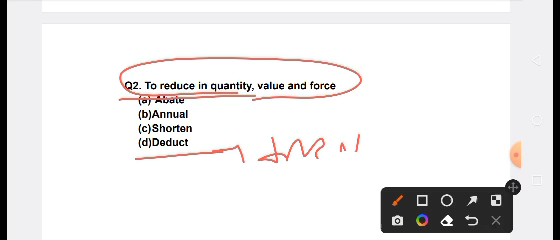 Q2. To reduce in quantity, value and force
(a) Abate
(b)Annual
(c)Shorten
(d)Deduct